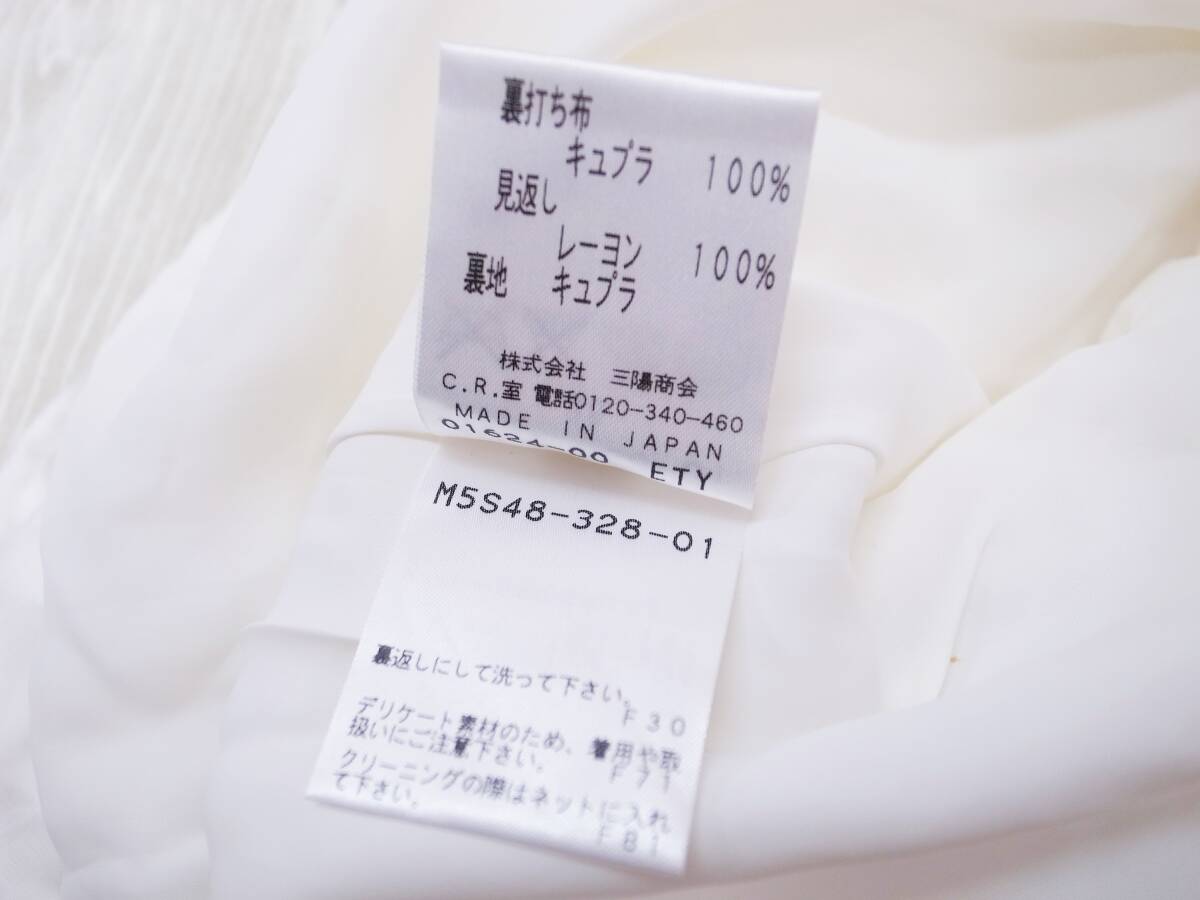 裏打ち布
キュプラ 100%
見返し
レーヨン 100%
裏地 キュプラ
株式会社 三陽商会
C.R.室 電話0120-340-460
MADE IN JAPAN
01624-00 ETY
M5S48-328-01
裏返しにして洗って下さい。
F30
デリケート素材のため、着用や取
扱いにご注意下さい。
F71
クリーニングの際はネットに入れ
て下さい。
F81